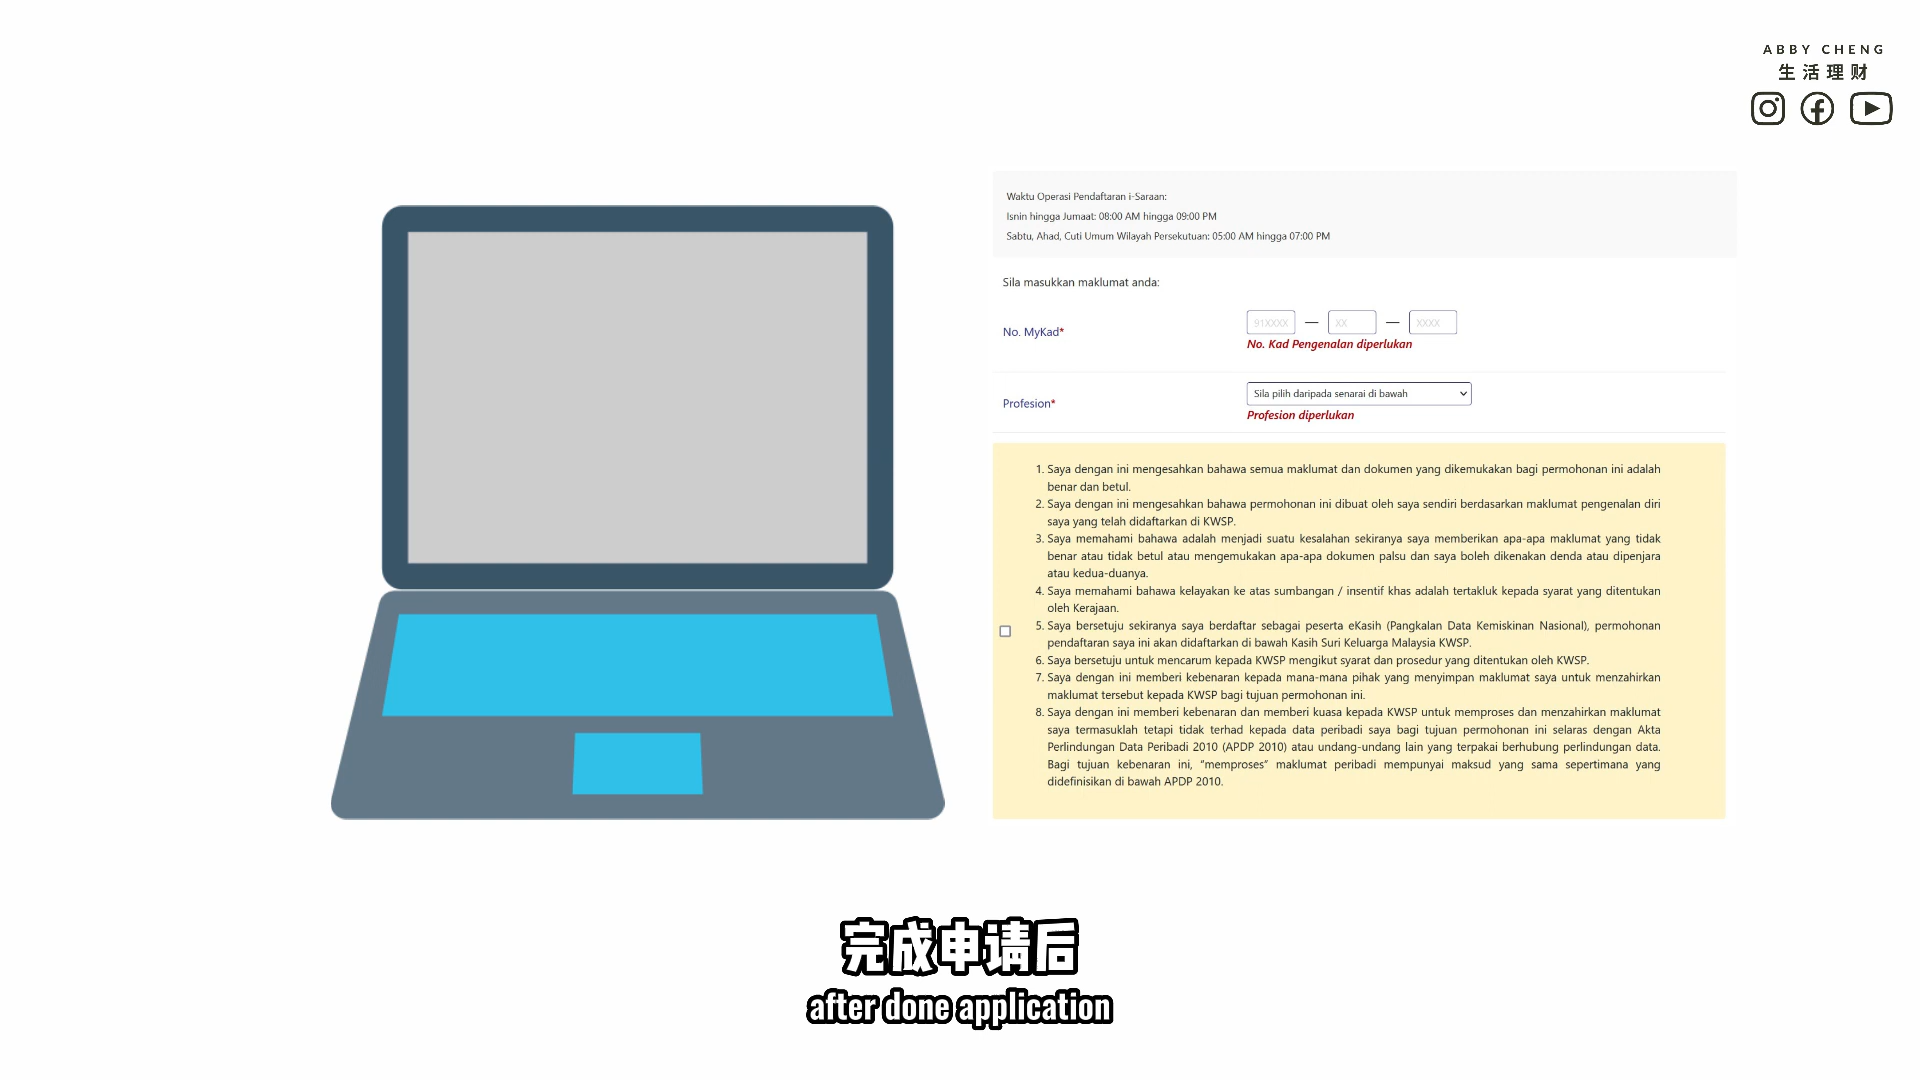 ABBY CHENG
生活理财
Waktu Operasi Pendaftaran i-Saraan:
Isnin hingga Jumaat: 08:00 AM hingga 09:00 PM
Sabtu, Ahad, Cuti Umum Wilayah Persekutuan: 05:00 AM hingga 07:00 PM
Sila masukkan maklumat anda:
No. MyKad*
91XXXX — XX — XXXX
No. Kad Pengenalan diperlukan
Profesion*
Sila pilih daripada senarai di bawah
Profesion diperlukan
1. Saya dengan ini mengesahkan bahawa semua maklumat dan dokumen yang dikemukakan bagi permohonan ini adalah
benar dan betul.
2. Saya dengan ini mengesahkan bahawa permohonan ini dibuat oleh saya sendiri berdasarkan maklumat pengenalan diri
saya yang telah didaftarkan di KWSP.
3. Saya memahami bahawa adalah menjadi suatu kesalahan sekiranya saya memberikan apa-apa maklumat yang tidak
benar atau tidak betul atau mengemukakan apa-apa dokumen palsu dan saya boleh dikenakan denda atau dipenjara
atau kedua-duanya.
4. Saya memahami bahawa kelayakan ke atas sumbangan / insentif khas adalah tertakluk kepada syarat yang ditentukan
oleh Kerajaan.
5. Saya bersetuju sekiranya saya berdaftar sebagai peserta eKasih (Pangkalan Data Kemiskinan Nasional), permohonan
pendaftaran saya ini akan didaftarkan di bawah Kasih Suri Keluarga Malaysia KWSP.
6. Saya bersetuju untuk mencarum kepada KWSP mengikut syarat dan prosedur yang ditentukan oleh KWSP.
7. Saya dengan ini memberi kebenaran kepada mana-mana pihak yang menyimpan maklumat saya untuk menzahirkan
maklumat tersebut kepada KWSP bagi tujuan permohonan ini.
8. Saya dengan ini memberi kebenaran dan memberi kuasa kepada KWSP untuk memproses dan menzahirkan maklumat
saya termasuklah tetapi tidak terhad kepada data peribadi saya bagi tujuan permohonan ini selaras dengan Akta
Perlindungan Data Peribadi 2010 (APDP 2010) atau undang-undang lain yang terpakai berhubung perlindungan data.
Bagi tujuan kebenaran ini, “memproses” maklumat peribadi mempunyai maksud yang sama sepertimana yang
didefinisikan di bawah APDP 2010.
完成申请后
after done application